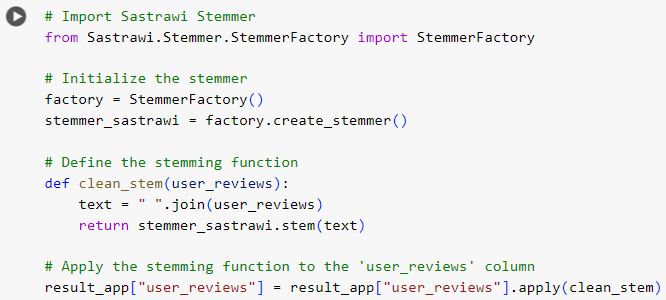 # Import Sastrawi Stemmer
from Sastrawi.Stemmer.StemmerFactory import StemmerFactory
# Initialize the stemmer
factory = StemmerFactory()
stemmer_sastrawi = factory.create_stemmer()
# Define the stemming function
def clean_stem(user_reviews):
    text = " ".join(user_reviews)
    return stemmer_sastrawi.stem(text)
# Apply the stemming function to the 'user_reviews' column
result_app["user_reviews"] = result_app["user_reviews"].apply(clean_stem)